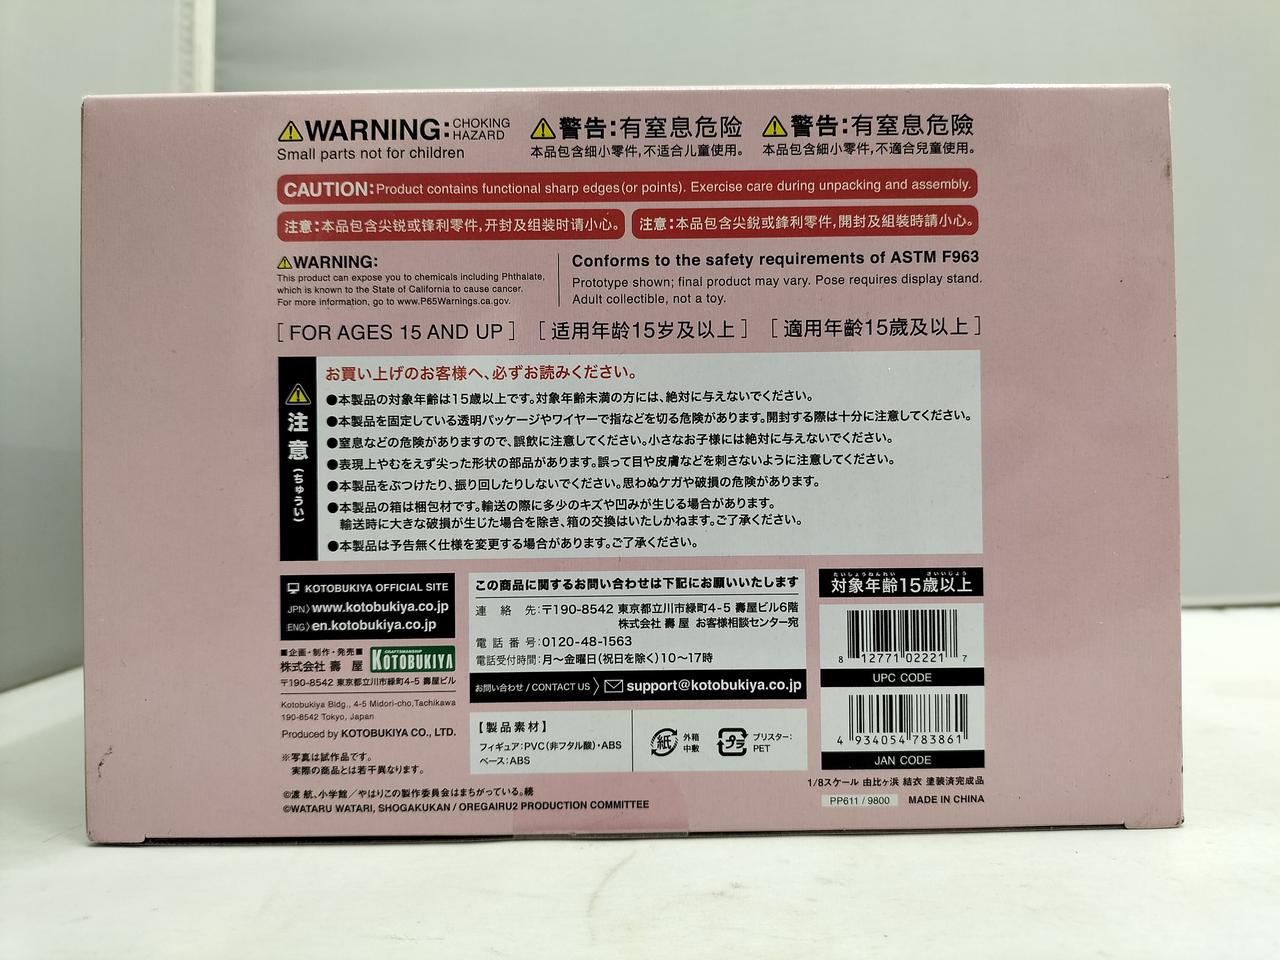 ⚠WARNING: CHOKING HAZARD
Small parts not for children
⚠警告:有窒息危险
本品包含细小零件,不适合儿童使用。
⚠警告:有窒息危險
本品包含細小零件,不適合兒童使用。
CAUTION:Product contains functional sharp edges(or points). Exercise care during unpacking and assembly.
注意:本品包含尖锐或锋利零件,开封及组装时请小心。
注意:本品包含尖銳或鋒利零件,開封及組裝時請小心。
⚠WARNING:
This product can expose you to chemicals including Phthalate,
which is known to the State of California to cause cancer.
For more information, go to www.P65Warnings.ca.gov.
Conforms to the safety requirements of ASTM F963
Prototype shown; final product may vary. Pose requires display stand.
Adult collectible, not a toy.
[ FOR AGES 15 AND UP ]
[ 适用年龄15岁及以上 ]
[ 適用年齡15歲及以上 ]
⚠注意(ちゅうい)
お買い上げのお客様へ、必ずお読みください。
●本製品の対象年齢は15歳以上です。対象年齢未満の方には、絶対に与えないでください。
●本製品を固定している透明パッケージやワイヤーで指などを切る危険があります。開封する際は十分に注意してください。
●窒息などの危険がありますので、誤飲に注意してください。小さなお子様には絶対に与えないでください。
●表現上やむをえず尖った形状の部品があります。誤って目や皮膚などを刺さないように注意してください。
●本製品をぶつけたり、振り回したりしないでください。思わぬケガや破損の危険があります。
●本製品の箱は梱包材です。輸送の際に多少のキズや凹みが生じる場合があります。
輸送時に大きな破損が生じた場合を除き、箱の交換はいたしかねます。ご了承ください。
●本製品は予告無く仕様を変更する場合があります。ご了承ください。
KOTOBUKIYA OFFICIAL SITE
JPN〉www.kotobukiya.co.jp
ENG〉en.kotobukiya.co.jp
■企画・制作・発売■
株式会社 壽 屋
CRAFTSMANSHIP
KOTOBUKIYA
〒190-8542 東京都立川市緑町4-5 壽屋ビル
Kotobukiya Bldg., 4-5 Midori-cho,Tachikawa
190-8542 Tokyo, Japan
Produced by KOTOBUKIYA CO., LTD.
※写真は試作品です。
実際の商品とは若干異なります。
この商品に関するお問い合わせは下記にお願いいたします
連 絡 先:〒190-8542 東京都立川市緑町4-5 壽屋ビル6階
株式会社 壽 屋 お客様相談センター宛
電 話 番 号:0120-48-1563
電話受付時間:月〜金曜日(祝日を除く)10〜17時
お問い合わせ / CONTACT US 〉 support@kotobukiya.co.jp
【製品素材】
フィギュア:PVC(非フタル酸)・ABS
ベース:ABS
紙
外箱
中敷
プラ
ブリスター:
PET
たいしょうねんれい さいいじょう
対象年齢15歳以上
8 12771 02221 7
UPC CODE
4 934054 783861
JAN CODE
1/8スケール 由比ヶ浜 結衣 塗装済完成品
PP611 / 9800 MADE IN CHINA
©渡 航、小学館/やはりこの製作委員会はまちがっている。続
©WATARU WATARI, SHOGAKUKAN / OREGAIRU2 PRODUCTION COMMITTEE